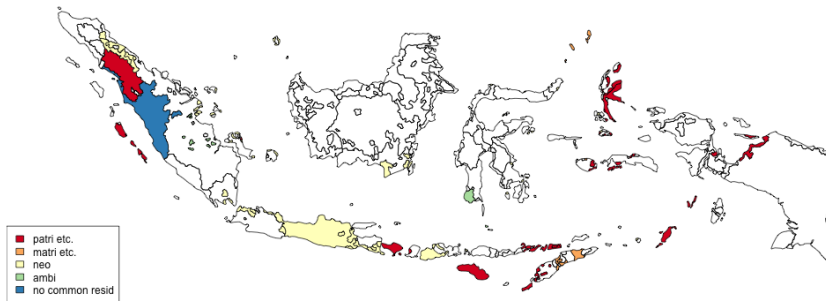 patri etc.
matri etc.
neo
ambi
no common resid